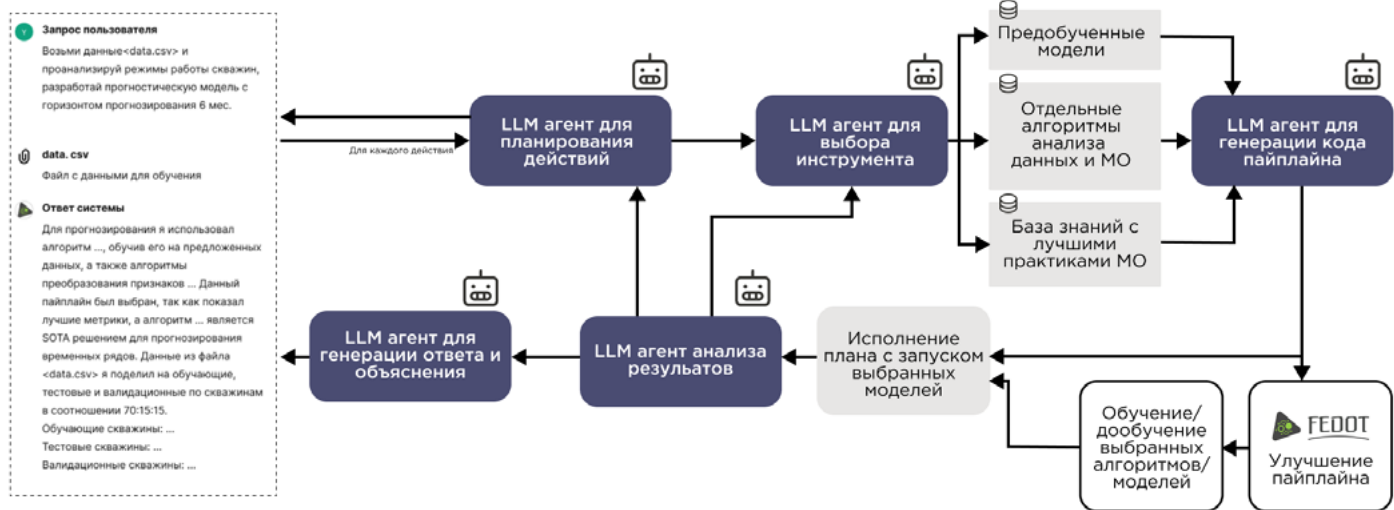 Y
Запрос пользователя
Возьми данные<data.csv> и
проанализируй режимы работы скважин,
разработай прогностическую модель с
горизонтом прогнозирования 6 мес.
data. csv
Файл с данными для обучения
Ответ системы
Для прогнозирования я использовал
алгоритм ..., обучив его на предложенных
данных, а также алгоритмы
преобразования признаков ... Данный
пайплайн был выбран, так как показал
лучшие метрики, а алгоритм ... является
SOTA решением для прогнозирования
временных рядов. Данные из файла
<data.csv> я поделил на обучающие,
тестовые и валидационные по скважинам
в соотношении 70:15:15.
Обучающие скважины: ...
Тестовые скважины: ...
Валидационные скважины: ...
Для каждого действия
LLM агент для
планирования
действий
LLM агент для
выбора
инструмента
Предобученные
модели
Отдельные
алгоритмы
анализа
данных и МО
База знаний с
лучшими
практиками МО
LLM агент для
генерации кода
пайплайна
LLM агент для
генерации ответа и
объяснения
LLM агент анализа
резульатов
Исполнение
плана с запуском
выбранных
моделей
Обучение/
дообучение
выбранных
алгоритмов/
моделей
FEDOT
Улучшение
пайплайна